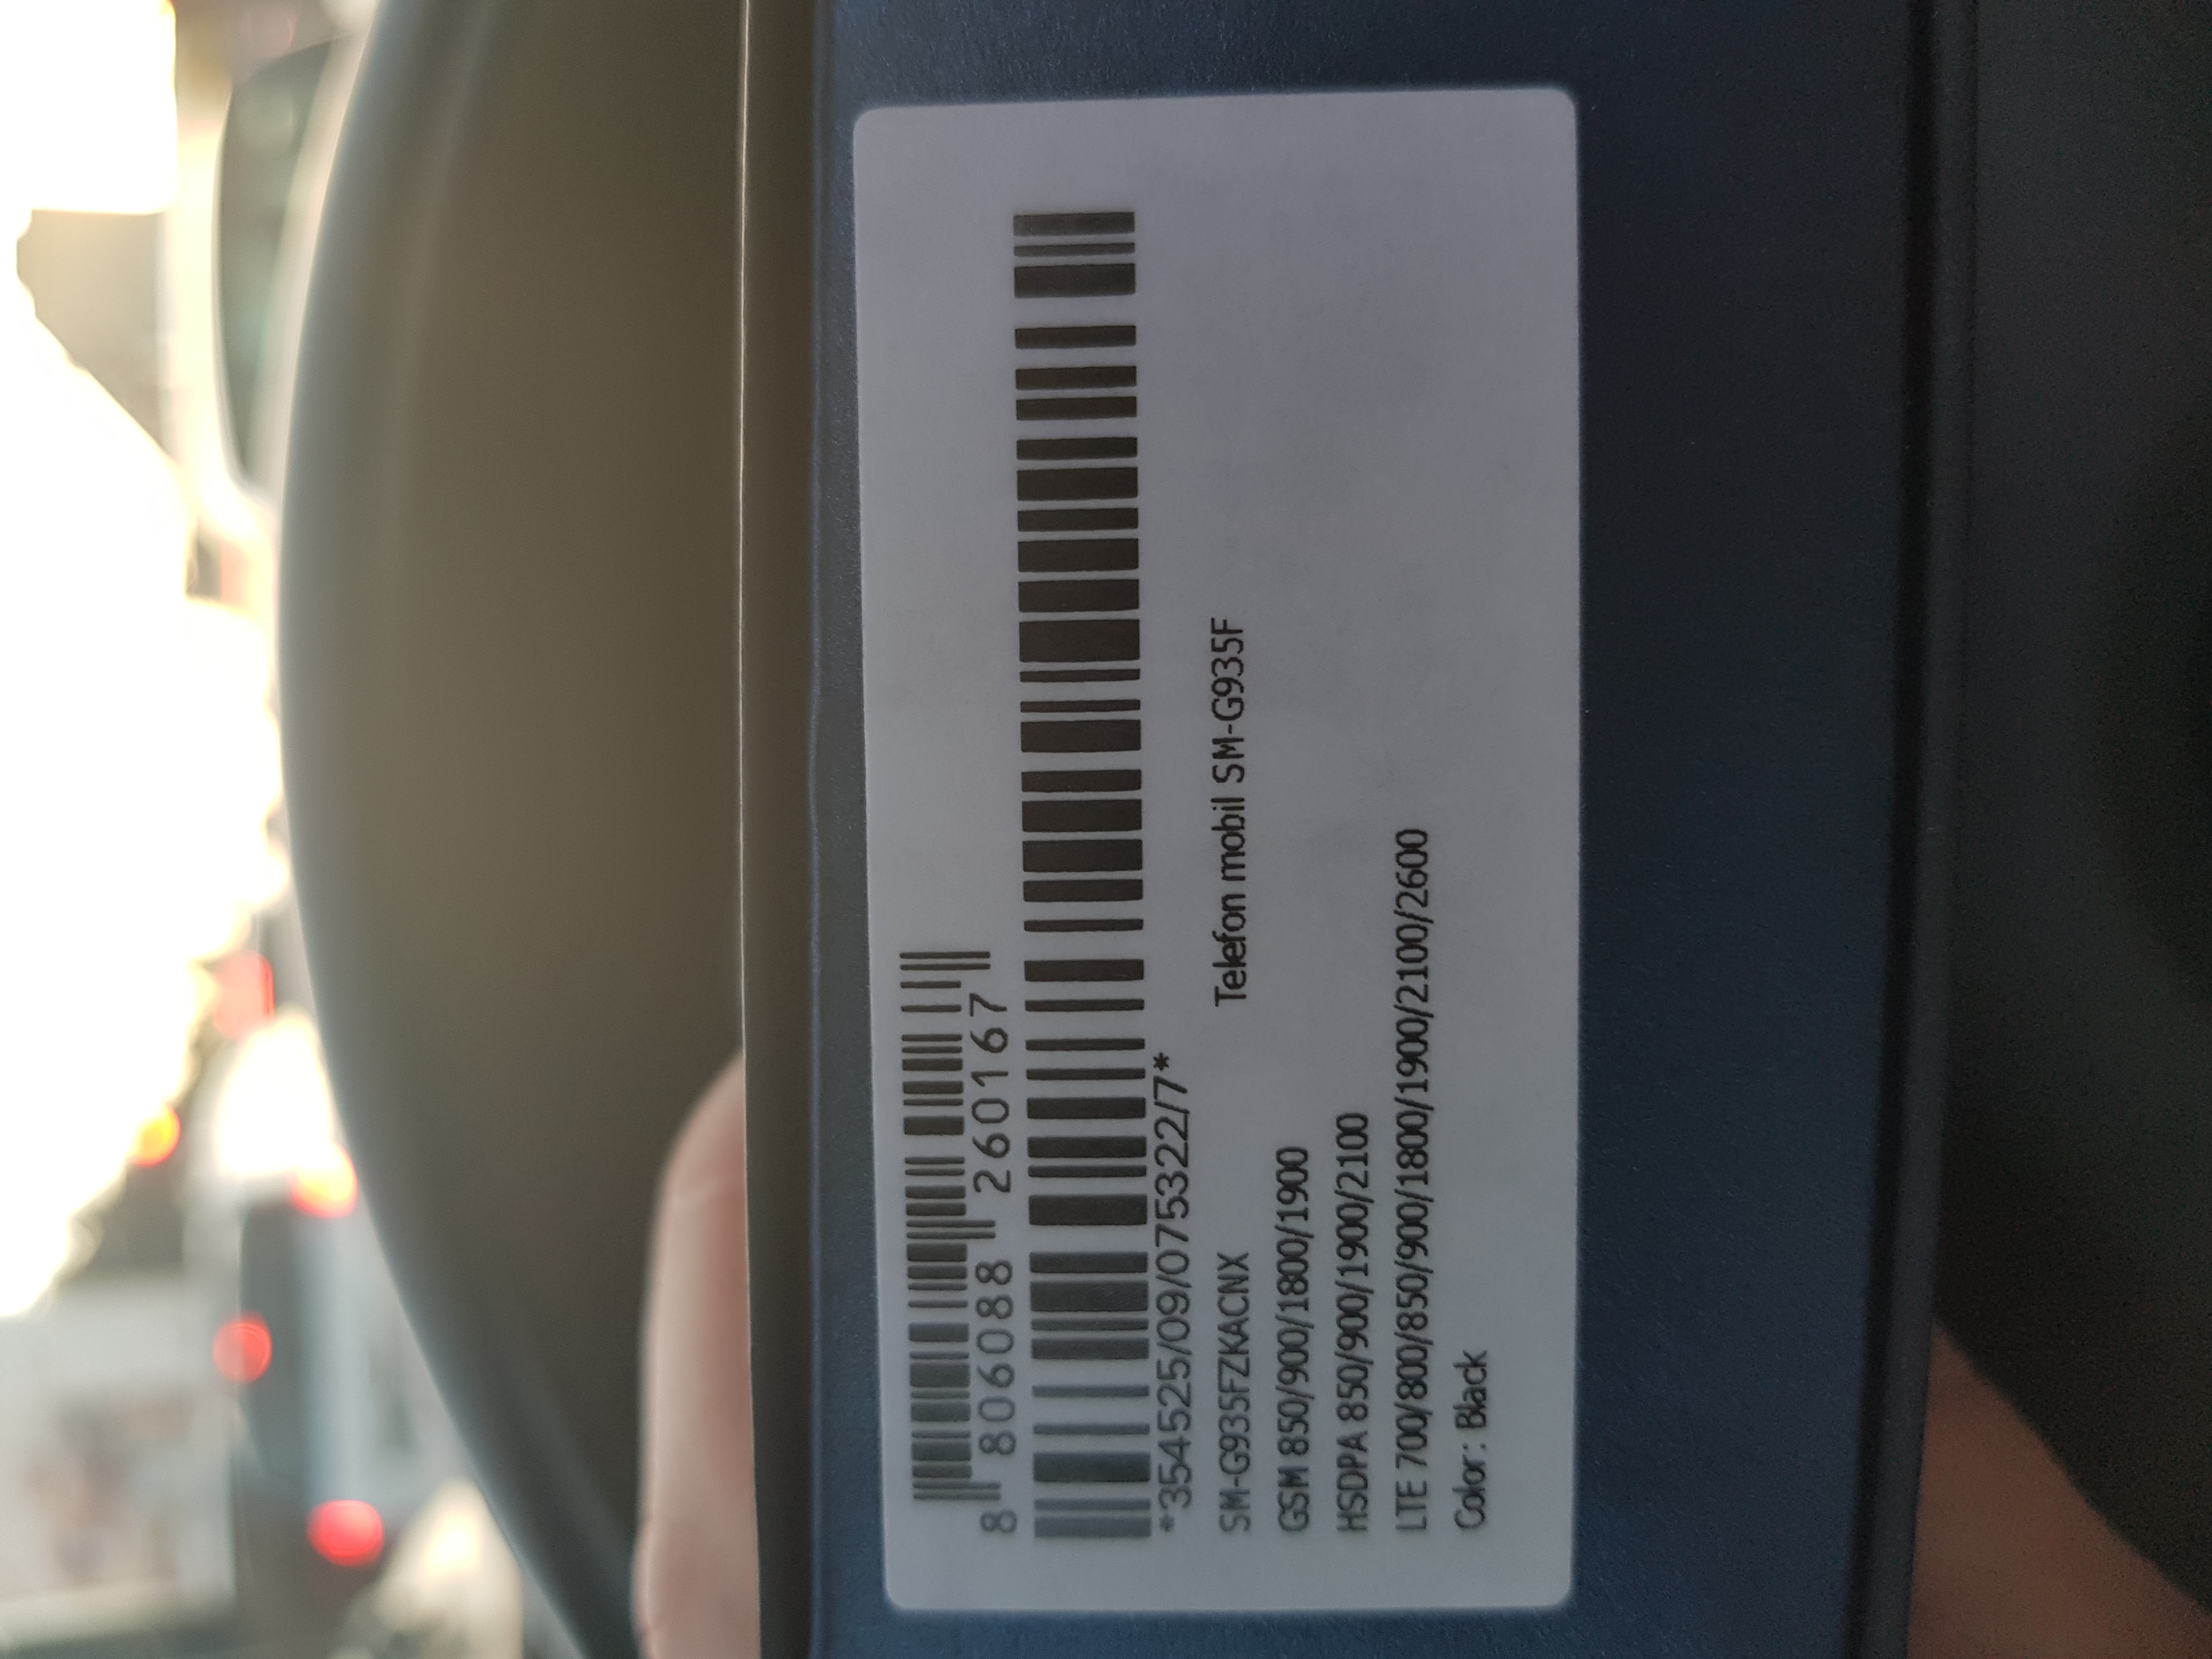 8 806088 260167
*354525/09/075322/7*
SM-G935FZKACNX Telefon mobil SM-G935F
GSM 850/900/1800/1900
HSDPA 850/900/1900/2100
LTE 700/800/850/900/1800/1900/2100/2600
Color: Black